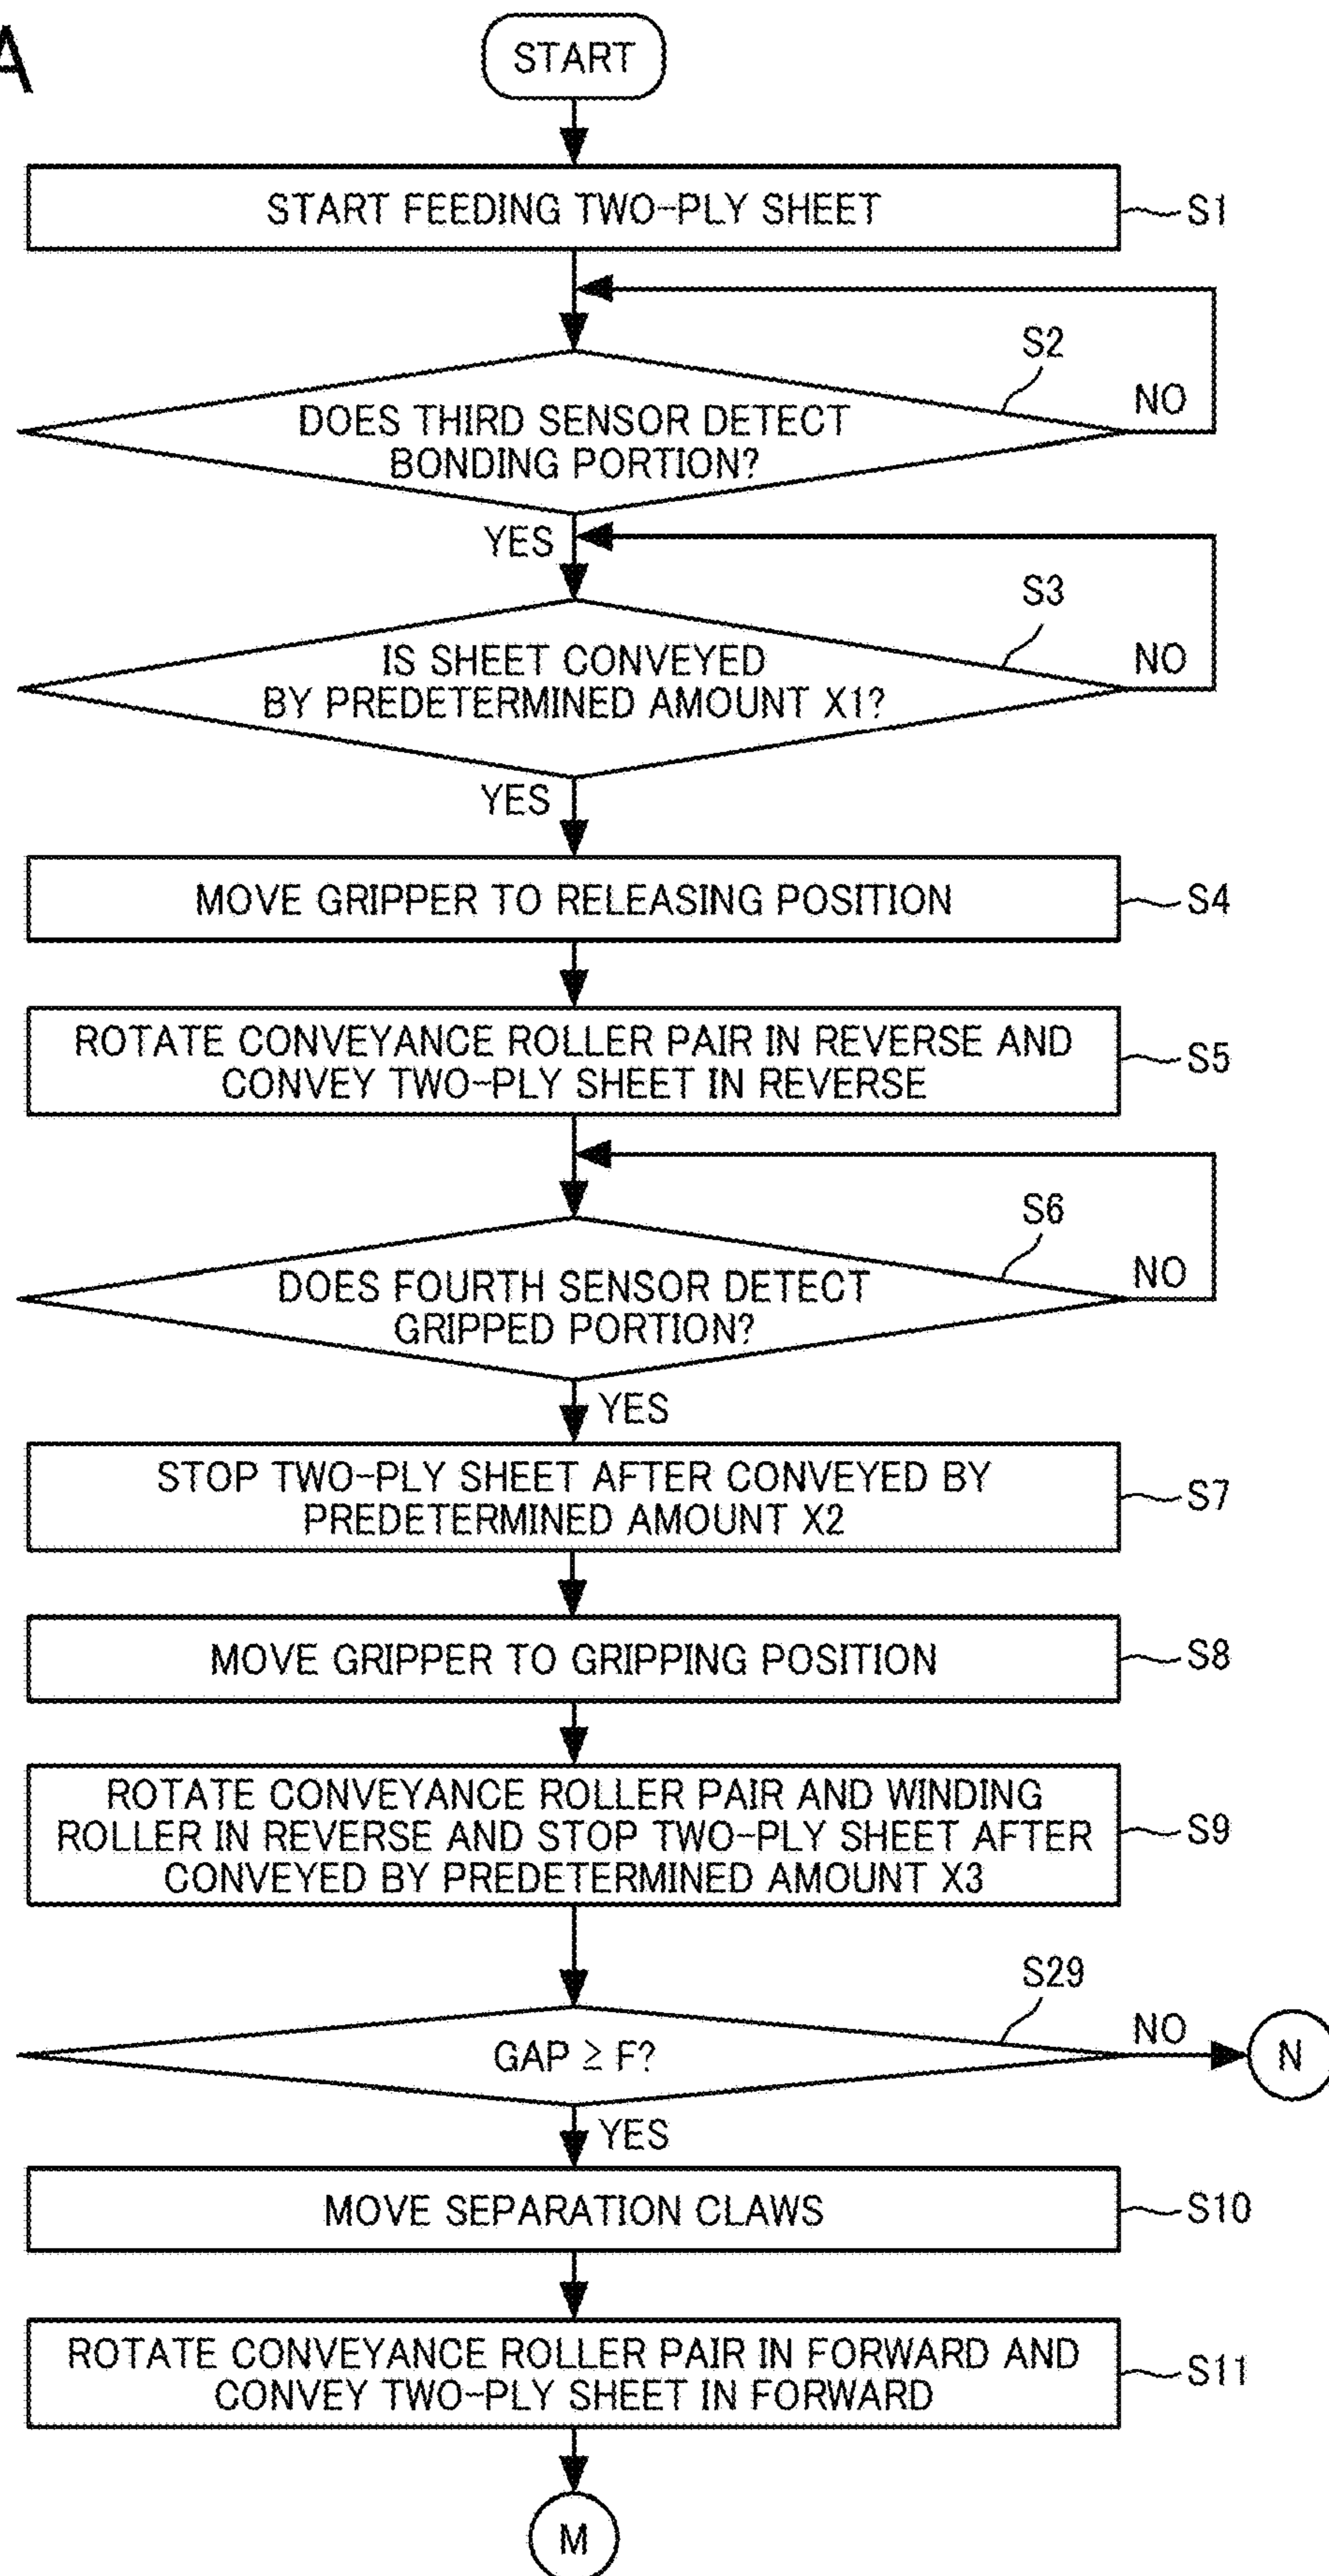 A
START
START FEEDING TWO-PLY SHEET
S1
S2
NO
DOES THIRD SENSOR DETECT
BONDING PORTION?
YES
S3
NO
IS SHEET CONVEYED
BY PREDETERMINED AMOUNT X1?
YES
MOVE GRIPPER TO RELEASING POSITION
S4
ROTATE CONVEYANCE ROLLER PAIR IN REVERSE AND
CONVEY TWO-PLY SHEET IN REVERSE
S5
S6
NO
DOES FOURTH SENSOR DETECT
GRIPPED PORTION?
YES
STOP TWO-PLY SHEET AFTER CONVEYED BY
PREDETERMINED AMOUNT X2
S7
MOVE GRIPPER TO GRIPPING POSITION
S8
ROTATE CONVEYANCE ROLLER PAIR AND WINDING
ROLLER IN REVERSE AND STOP TWO-PLY SHEET AFTER
CONVEYED BY PREDETERMINED AMOUNT X3
S9
S29
NO
N
GAP ≥ F?
YES
MOVE SEPARATION CLAWS
S10
ROTATE CONVEYANCE ROLLER PAIR IN FORWARD AND
CONVEY TWO-PLY SHEET IN FORWARD
S11
M